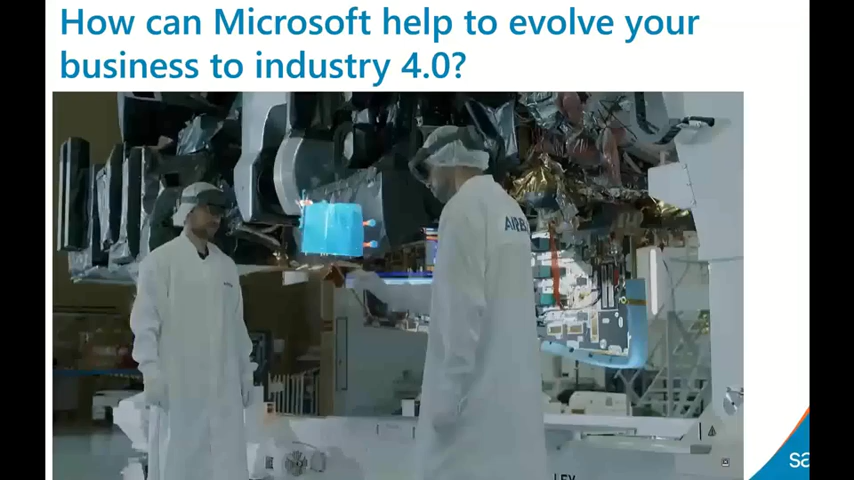 How can Microsoft help to evolve your
business to industry 4.0?